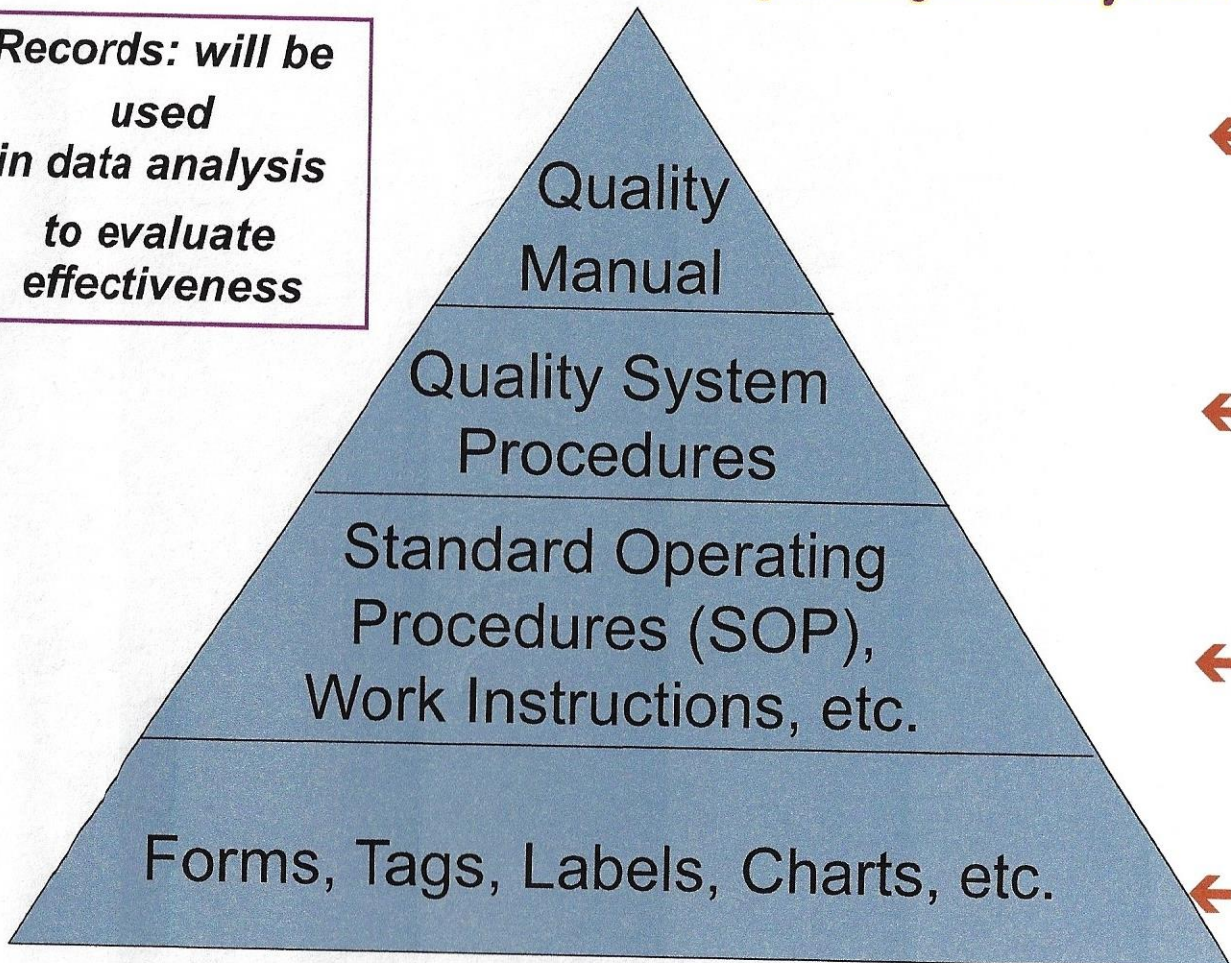 Records: will be
used
in data analysis
to evaluate
effectiveness
Quality
Manual
Quality System
Procedures
Standard Operating
Procedures (SOP),
Work Instructions, etc.
Forms, Tags, Labels, Charts, etc.